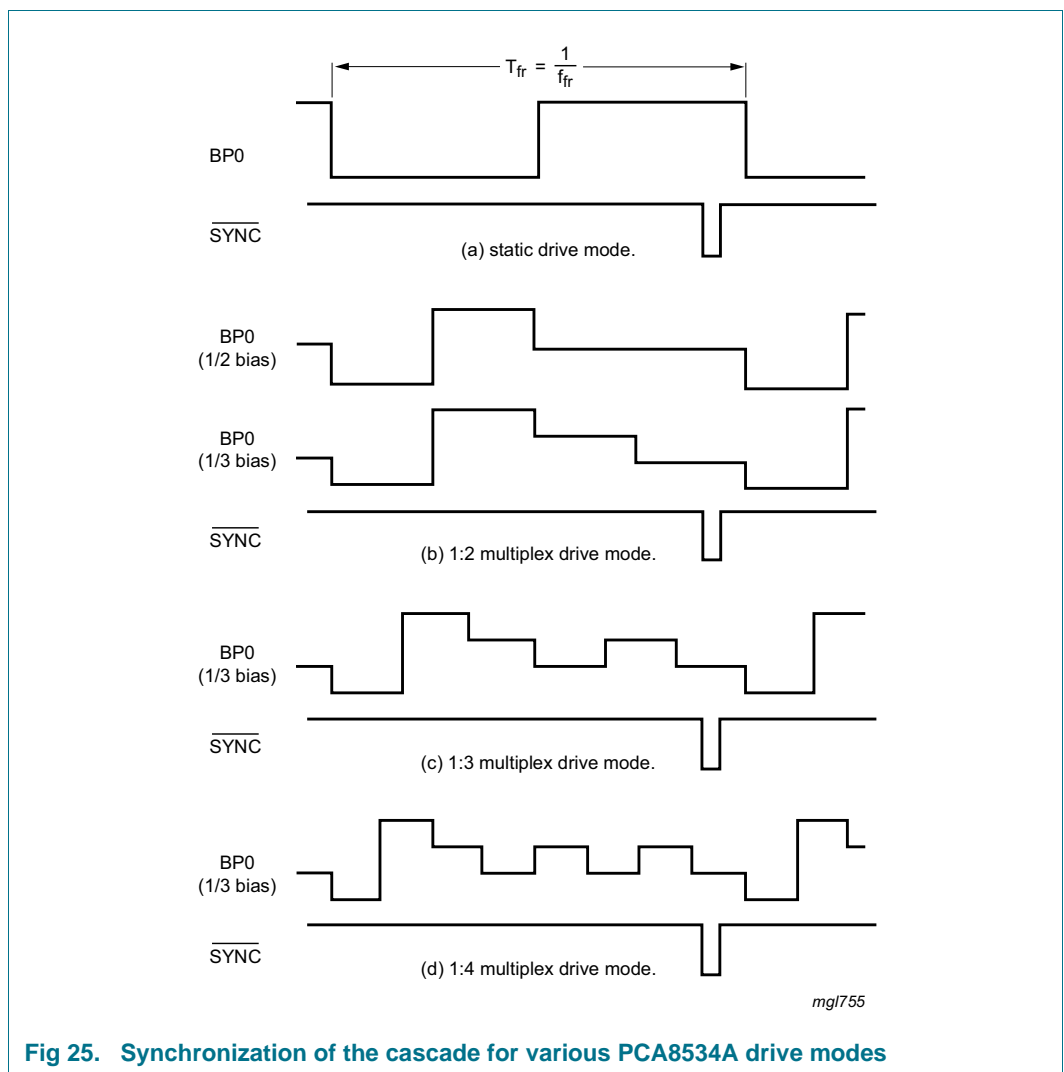 T_fr = 1/f_fr
BP0
SYNC
(a) static drive mode.
BP0
(1/2 bias)
BP0
(1/3 bias)
SYNC
(b) 1:2 multiplex drive mode.
BP0
(1/3 bias)
SYNC
(c) 1:3 multiplex drive mode.
BP0
(1/3 bias)
SYNC
(d) 1:4 multiplex drive mode.
mgl755
Fig 25. Synchronization of the cascade for various PCA8534A drive modes